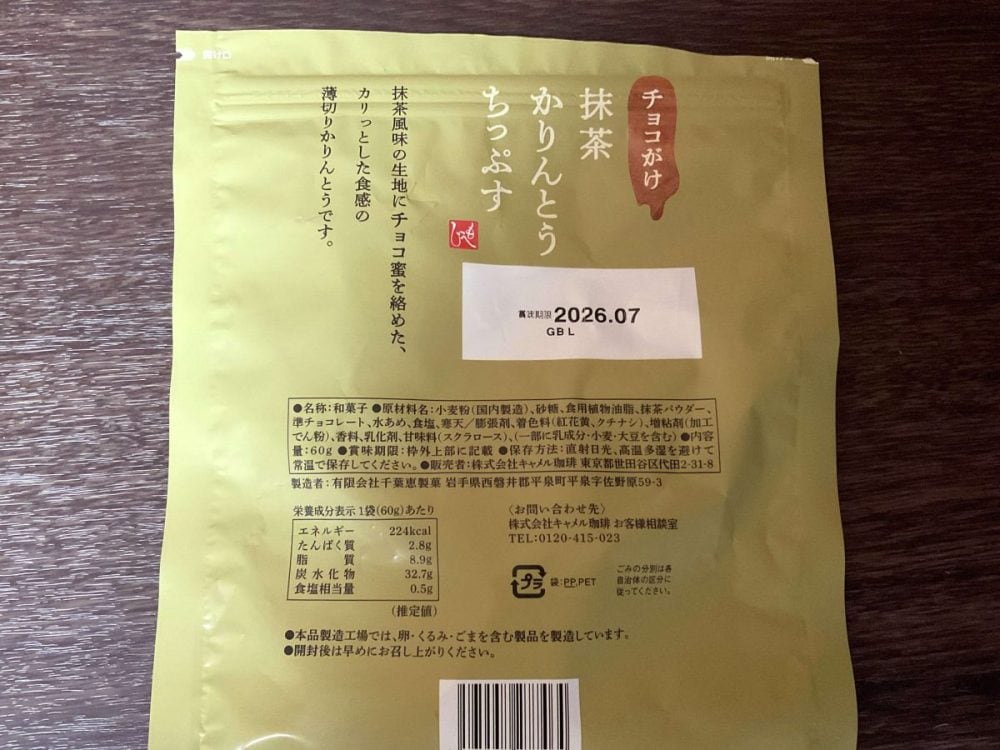 開け口
開け口
チョコがけ
抹茶
かりんとう
ちっぷす
もへじ
抹茶風味の生地にチョコ蜜を絡めた、
カリっとした食感の
薄切りかりんとうです。
賞味期限 2026.07
GBL
●名称:和菓子 ●原材料名:小麦粉(国内製造)、砂糖、食用植物油脂、抹茶パウダー、
準チョコレート、水あめ、食塩、寒天/膨張剤、着色料(紅花黄、クチナシ)、増粘剤(加工
でん粉)、香料、乳化剤、甘味料(スクラロース)、(一部に乳成分・小麦・大豆を含む) ●内容
量:60g ●賞味期限:枠外上部に記載 ●保存方法:直射日光、高温多湿を避けて
常温で保存してください。●販売者:株式会社キャメル珈琲 東京都世田谷区代田2-31-8
製造者:有限会社千葉恵製菓 岩手県西磐井郡平泉町平泉字佐野原59-3
栄養成分表示 1袋(60g)あたり
エネルギー 224kcal
たんぱく質 2.8g
脂質 8.9g
炭水化物 32.7g
食塩相当量 0.5g
(推定値)
〈お問い合わせ先〉
株式会社キャメル珈琲 お客様相談室
TEL:0120-415-023
プラ 袋:PP,PET
ごみの分別は各
自治体の区分に
従ってください。
●本品製造工場では、卵・くるみ・ごまを含む製品を製造しています。
●開封後は早めにお召し上がりください。